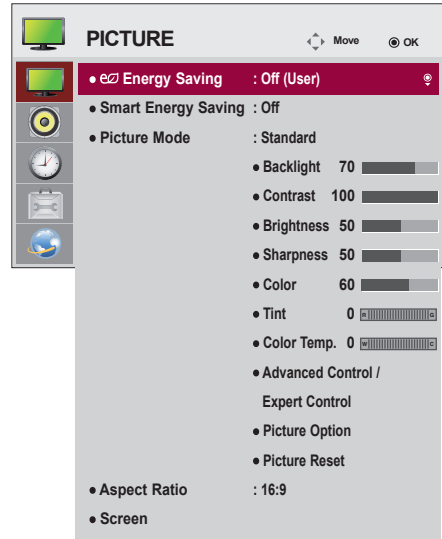 PICTURE Move OK
Energy Saving : Off (User)
Smart Energy Saving : Off
Picture Mode : Standard
Backlight 70
Contrast 100
Brightness 50
Sharpness 50
Color 60
Tint 0 R G
Color Temp. 0 W C
Advanced Control /
Expert Control
Picture Option
Picture Reset
Aspect Ratio : 16:9
Screen